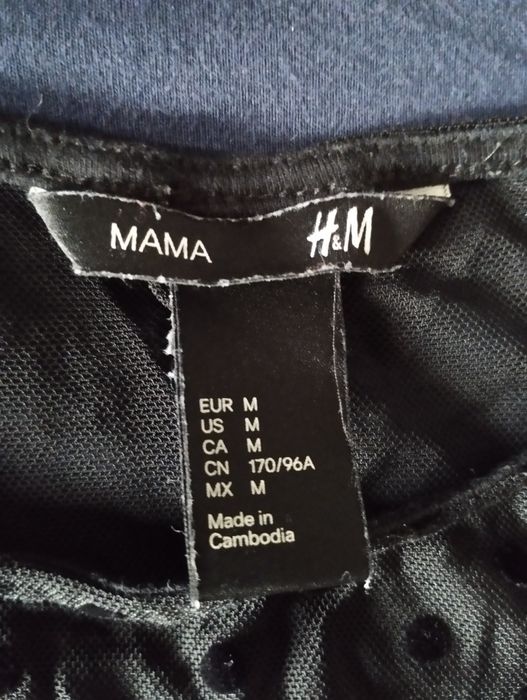 MAMA H&M
EUR M
US M
CA M
CN 170/96A
MX M
Made in
Cambodia